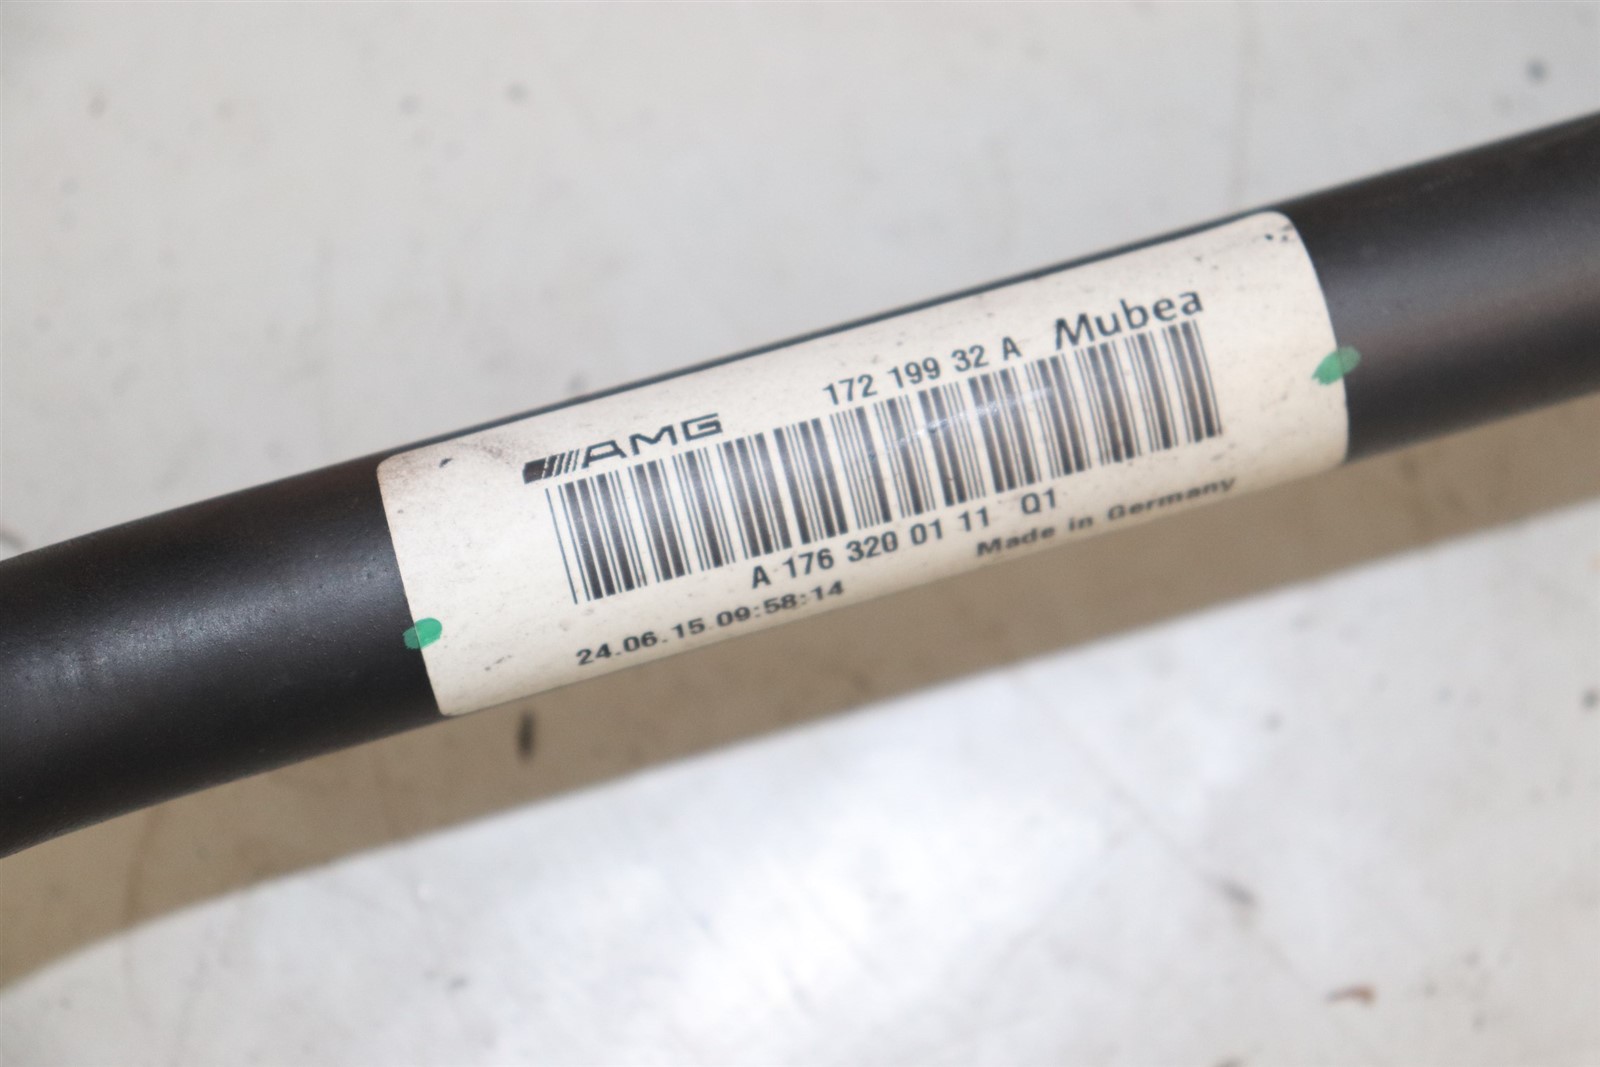 Mubea
172 199 32 A
AMG
A 176 320 01 11 Q1
Made in Germany
24.06.15 09:58:14